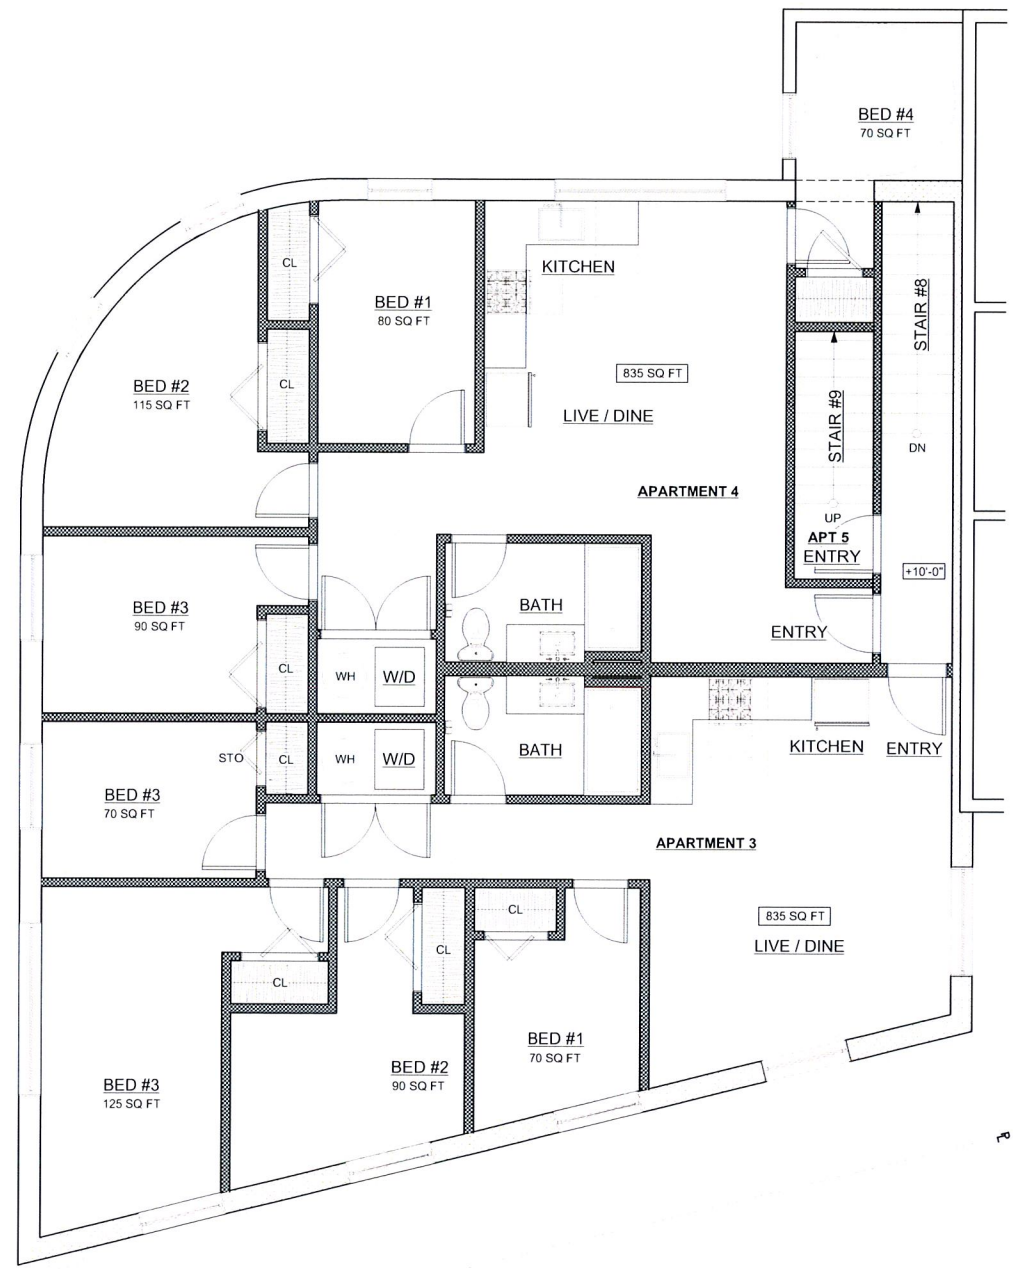 BED #4
70 SQ FT
CL
KITCHEN
BED #1
80 SQ FT
STAIR #8
835 SQ FT
BED #2
115 SQ FT
CL
LIVE / DINE
STAIR #9
DN
APARTMENT 4
UP
APT 5
ENTRY
+10'-0"
BED #3
90 SQ FT
BATH
ENTRY
CL
WH
W/D
STO
CL
WH
W/D
BATH
KITCHEN
ENTRY
BED #3
70 SQ FT
APARTMENT 3
CL
835 SQ FT
LIVE / DINE
CL
CL
BED #1
70 SQ FT
BED #2
90 SQ FT
BED #3
125 SQ FT
PL